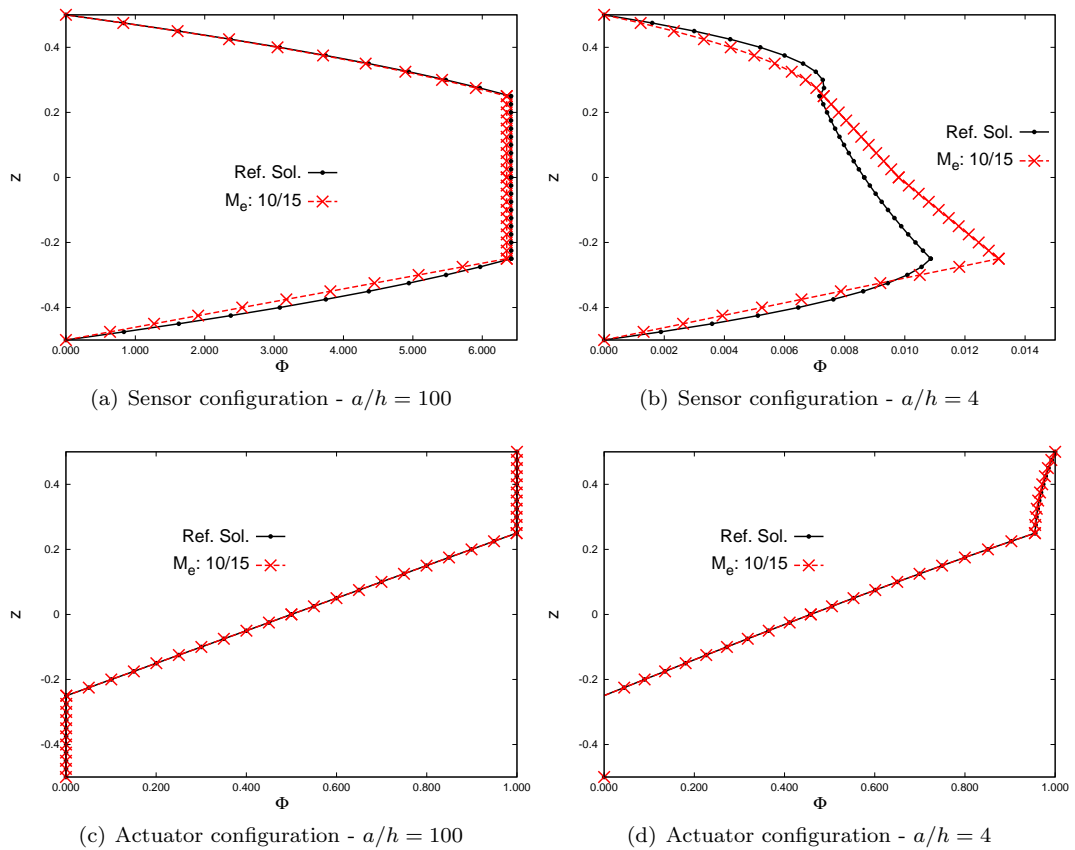 z
0.4
0.2
0
-0.2
-0.4
0.000 1.000 2.000 3.000 4.000 5.000 6.000
Φ
Ref. Sol.
M_e: 10/15
(a) Sensor configuration - a/h = 100
z
0.4
0.2
0
-0.2
-0.4
0.000 0.002 0.004 0.006 0.008 0.010 0.012 0.014
Φ
Ref. Sol.
M_e: 10/15
(b) Sensor configuration - a/h = 4
z
0.4
0.2
0
-0.2
-0.4
0.000 0.200 0.400 0.600 0.800 1.000
Φ
Ref. Sol.
M_e: 10/15
(c) Actuator configuration - a/h = 100
z
0.4
0.2
0
-0.2
-0.4
0.000 0.200 0.400 0.600 0.800 1.000
Φ
Ref. Sol.
M_e: 10/15
(d) Actuator configuration - a/h = 4